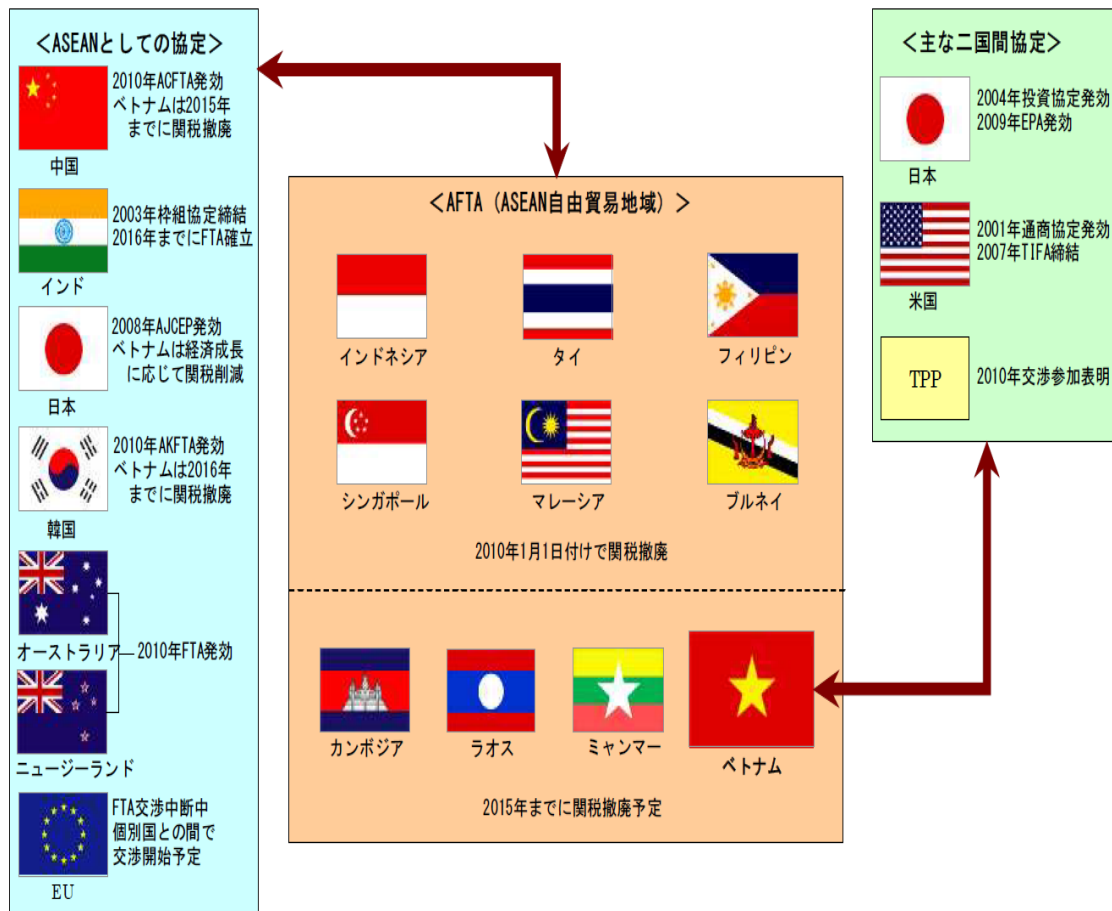 <ASEANとしての協定>
2010年ACFTA発効
ベトナムは2015年
までに関税撤廃
中国
2003年枠組協定締結
2016年までにFTA確立
インド
2008年AJCEP発効
ベトナムは経済成長
に応じて関税削減
日本
2010年AKFTA発効
ベトナムは2016年
までに関税撤廃
韓国
オーストラリア
2010年FTA発効
ニュージーランド
FTA交渉中断中
個別国との間で
交渉開始予定
EU
<AFTA (ASEAN自由貿易地域) >
インドネシア
タイ
フィリピン
シンガポール
マレーシア
ブルネイ
2010年1月1日付けで関税撤廃
カンボジア
ラオス
ミャンマー
ベトナム
2015年までに関税撤廃予定
<主な二国間協定>
2004年投資協定発効
2009年EPA発効
日本
2001年通商協定発効
2007年TIFA締結
米国
TPP
2010年交渉参加表明